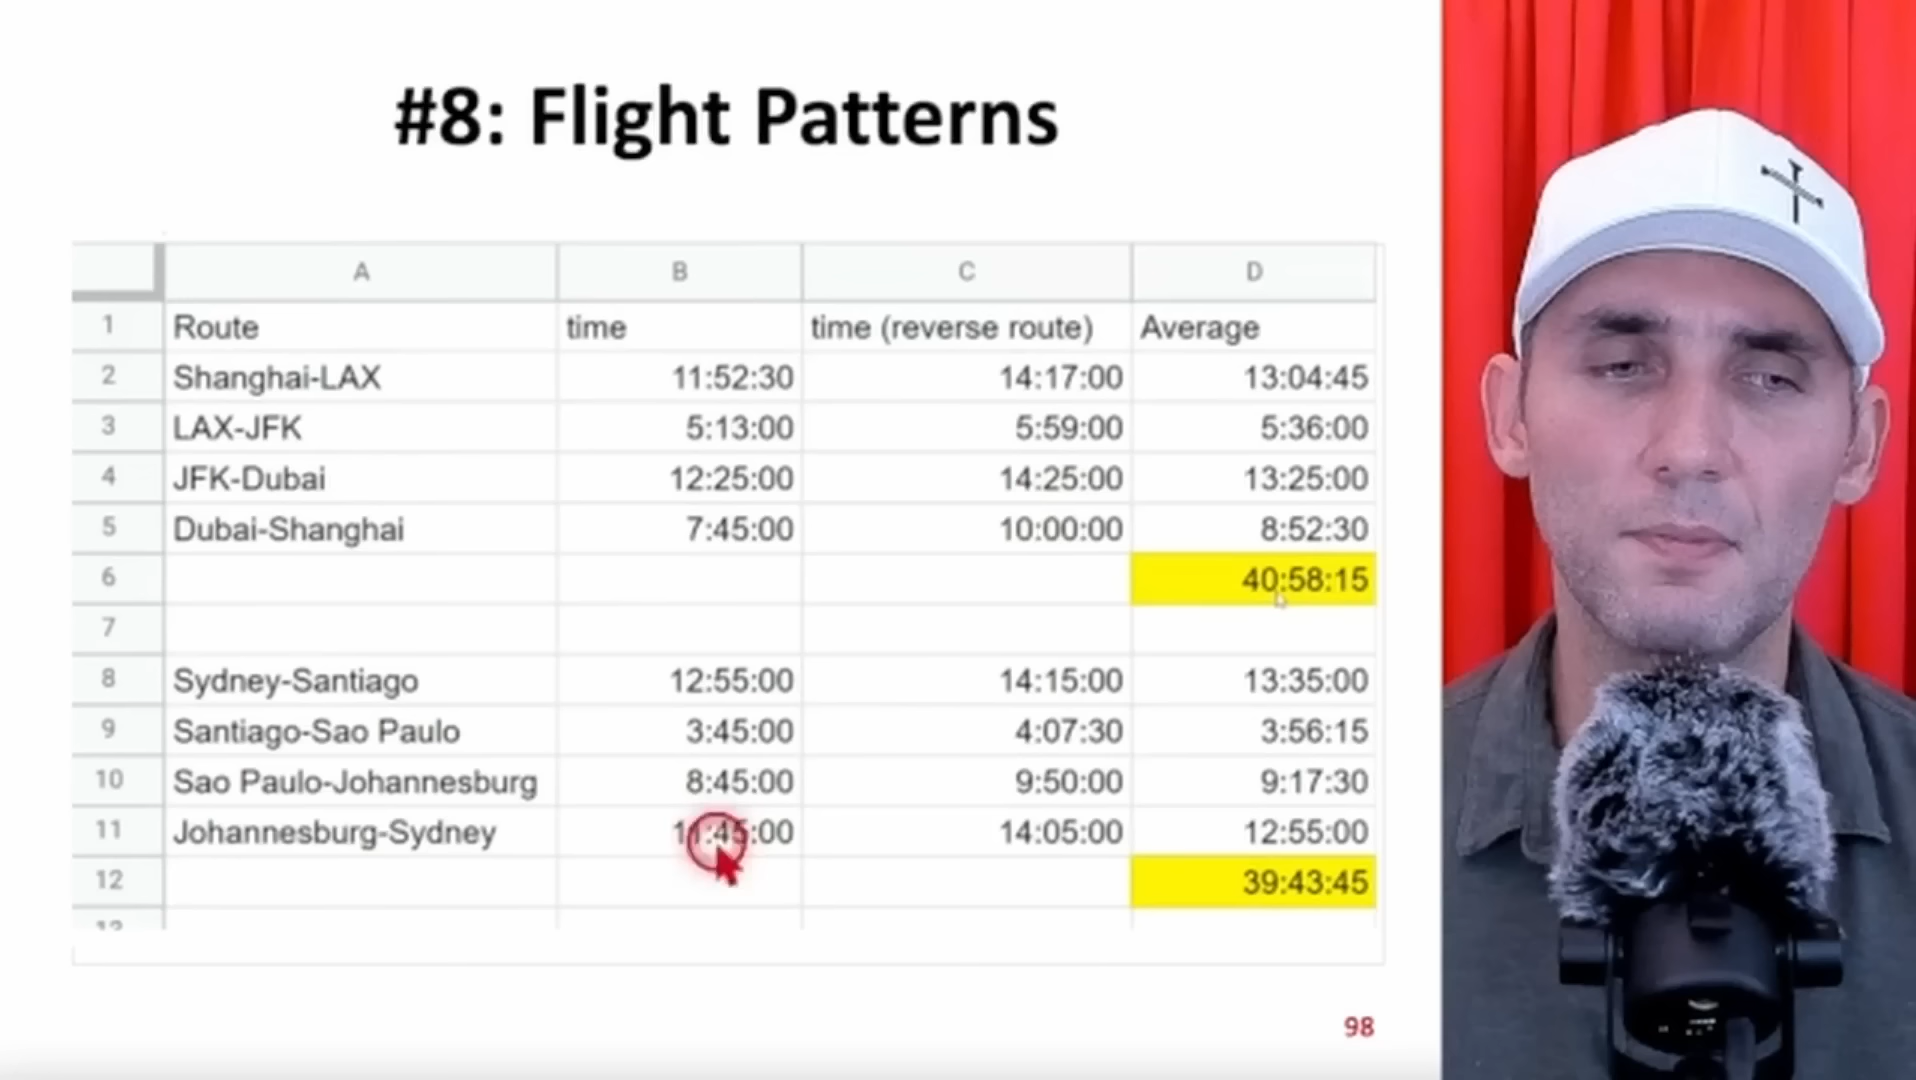 #8: Flight Patterns
A B C D
1 Route time time (reverse route) Average
2 Shanghai-LAX 11:52:30 14:17:00 13:04:45
3 LAX-JFK 5:13:00 5:59:00 5:36:00
4 JFK-Dubai 12:25:00 14:25:00 13:25:00
5 Dubai-Shanghai 7:45:00 10:00:00 8:52:30
6 40:58:15
7
8 Sydney-Santiago 12:55:00 14:15:00 13:35:00
9 Santiago-Sao Paulo 3:45:00 4:07:30 3:56:15
10 Sao Paulo-Johannesburg 8:45:00 9:50:00 9:17:30
11 Johannesburg-Sydney 11:45:00 14:05:00 12:55:00
12 39:43:45
98